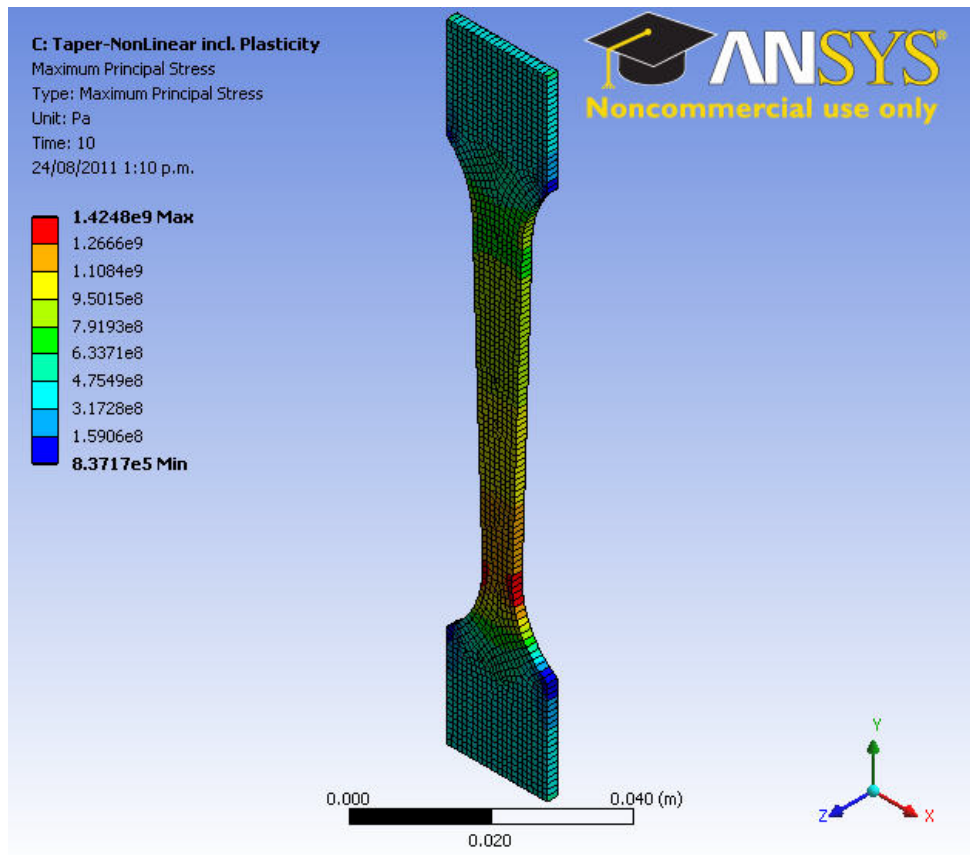 C: Taper-NonLinear incl. Plasticity
Maximum Principal Stress
Type: Maximum Principal Stress
Unit: Pa
Time: 10
24/08/2011 1:10 p.m.
ANSYS®
Noncommercial use only
1.4248e9 Max
1.2666e9
1.1084e9
9.5015e8
7.9193e8
6.3371e8
4.7549e8
3.1728e8
1.5906e8
8.3717e5 Min
0.000 0.040 (m)
0.020
Y
Z X